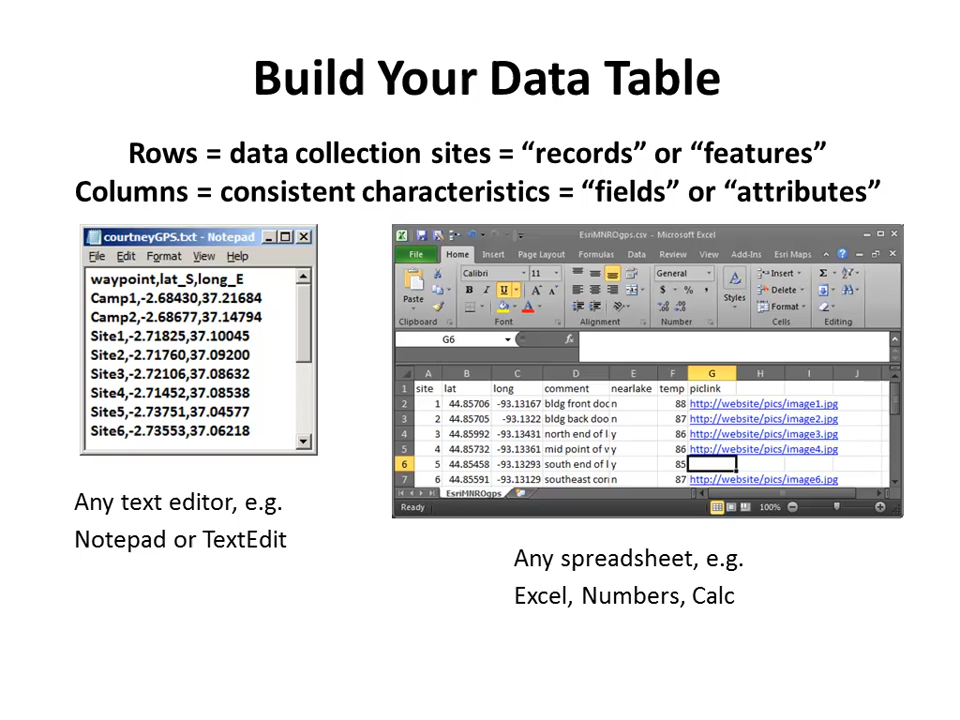 Build Your Data Table
Rows = data collection sites = “records” or “features”
Columns = consistent characteristics = “fields” or “attributes”
courtneyGPS.txt - Notepad
File Edit Format View Help
waypoint,lat_S,long_E
Camp1,-2.68430,37.21684
Camp2,-2.68677,37.14794
Site1,-2.71825,37.10045
Site2,-2.71760,37.09200
Site3,-2.72106,37.08632
Site4,-2.71452,37.08538
Site5,-2.73751,37.04577
Site6,-2.73553,37.06218
Any text editor, e.g.
Notepad or TextEdit
EsriMNROgps.csv - Microsoft Excel
File Home Insert Page Layout Formulas Data Review View Add-Ins Esri Maps
Calibri 11 General Insert
Paste B I U A A $ % , Styles Delete
Format
Clipboard Font Alignment Number Cells Editing
G6 fx
A B C D E F G H I J
1 site lat long comment nearlake temp piclink
2 1 44.85706 -93.13167 bldg front doc n 88 http://website/pics/image1.jpg
3 2 44.85705 -93.1322 bldg back doo n 87 http://website/pics/image2.jpg
4 3 44.85992 -93.13431 north end of l y 86 http://website/pics/image3.jpg
5 4 44.85732 -93.13361 mid point of v y 86 http://website/pics/image4.jpg
6 5 44.85458 -93.13293 south end of l y 85
7 6 44.85591 -93.13129 southeast con n 87 http://website/pics/image6.jpg
EsriMNROgps
Ready 100%
Any spreadsheet, e.g.
Excel, Numbers, Calc